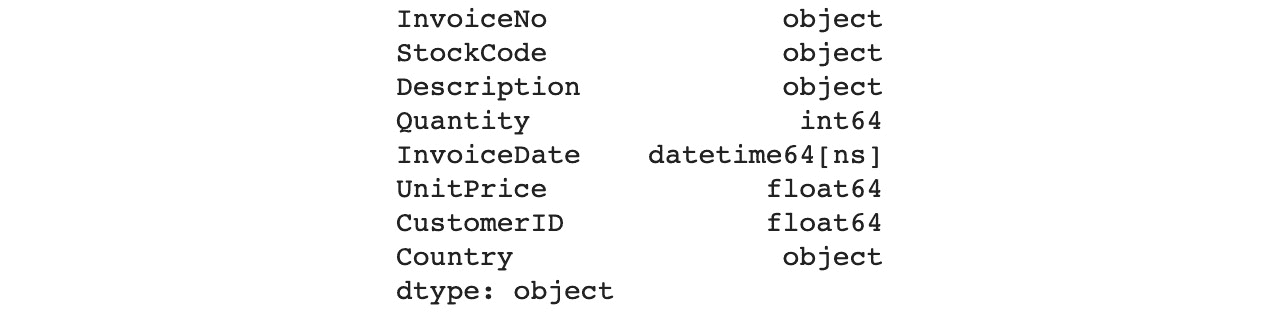 InvoiceNo                 object
StockCode                 object
Description               object
Quantity                   int64
InvoiceDate       datetime64[ns]
UnitPrice                float64
CustomerID               float64
Country                   object
dtype: object